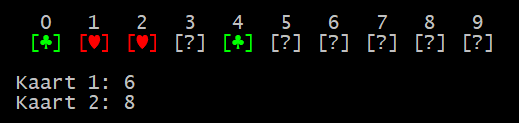 0 1 2 3 4 5 6 7 8 9
[♣] [♥] [♥] [?] [♣] [?] [?] [?] [?] [?]
Kaart 1: 6
Kaart 2: 8